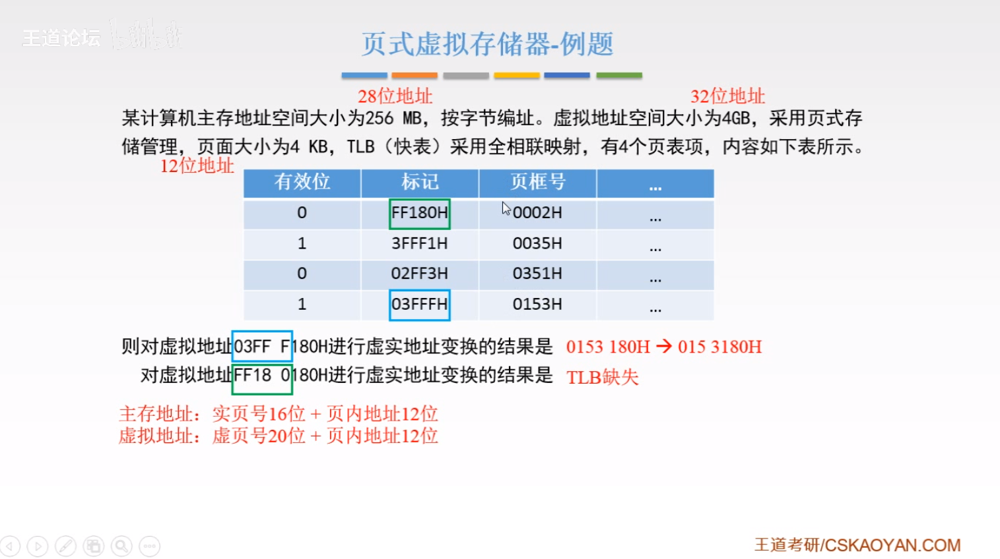 王道论坛 bilibili
页式虚拟存储器-例题
28位地址 32位地址
某计算机主存地址空间大小为256 MB，按字节编址。虚拟地址空间大小为4GB，采用页式存
储管理，页面大小为4 KB，TLB（快表）采用全相联映射，有4个页表项，内容如下表所示。
12位地址
有效位 标记 页框号 ...
0 FF180H 0002H ...
1 3FFF1H 0035H ...
0 02FF3H 0351H ...
1 03FFFH 0153H ...
则对虚拟地址03FF F180H进行虚实地址变换的结果是 0153 180H → 015 3180H
对虚拟地址FF18 0180H进行虚实地址变换的结果是 TLB缺失
主存地址：实页号16位 + 页内地址12位
虚拟地址：虚页号20位 + 页内地址12位
王道考研/CSKAOYAN.COM